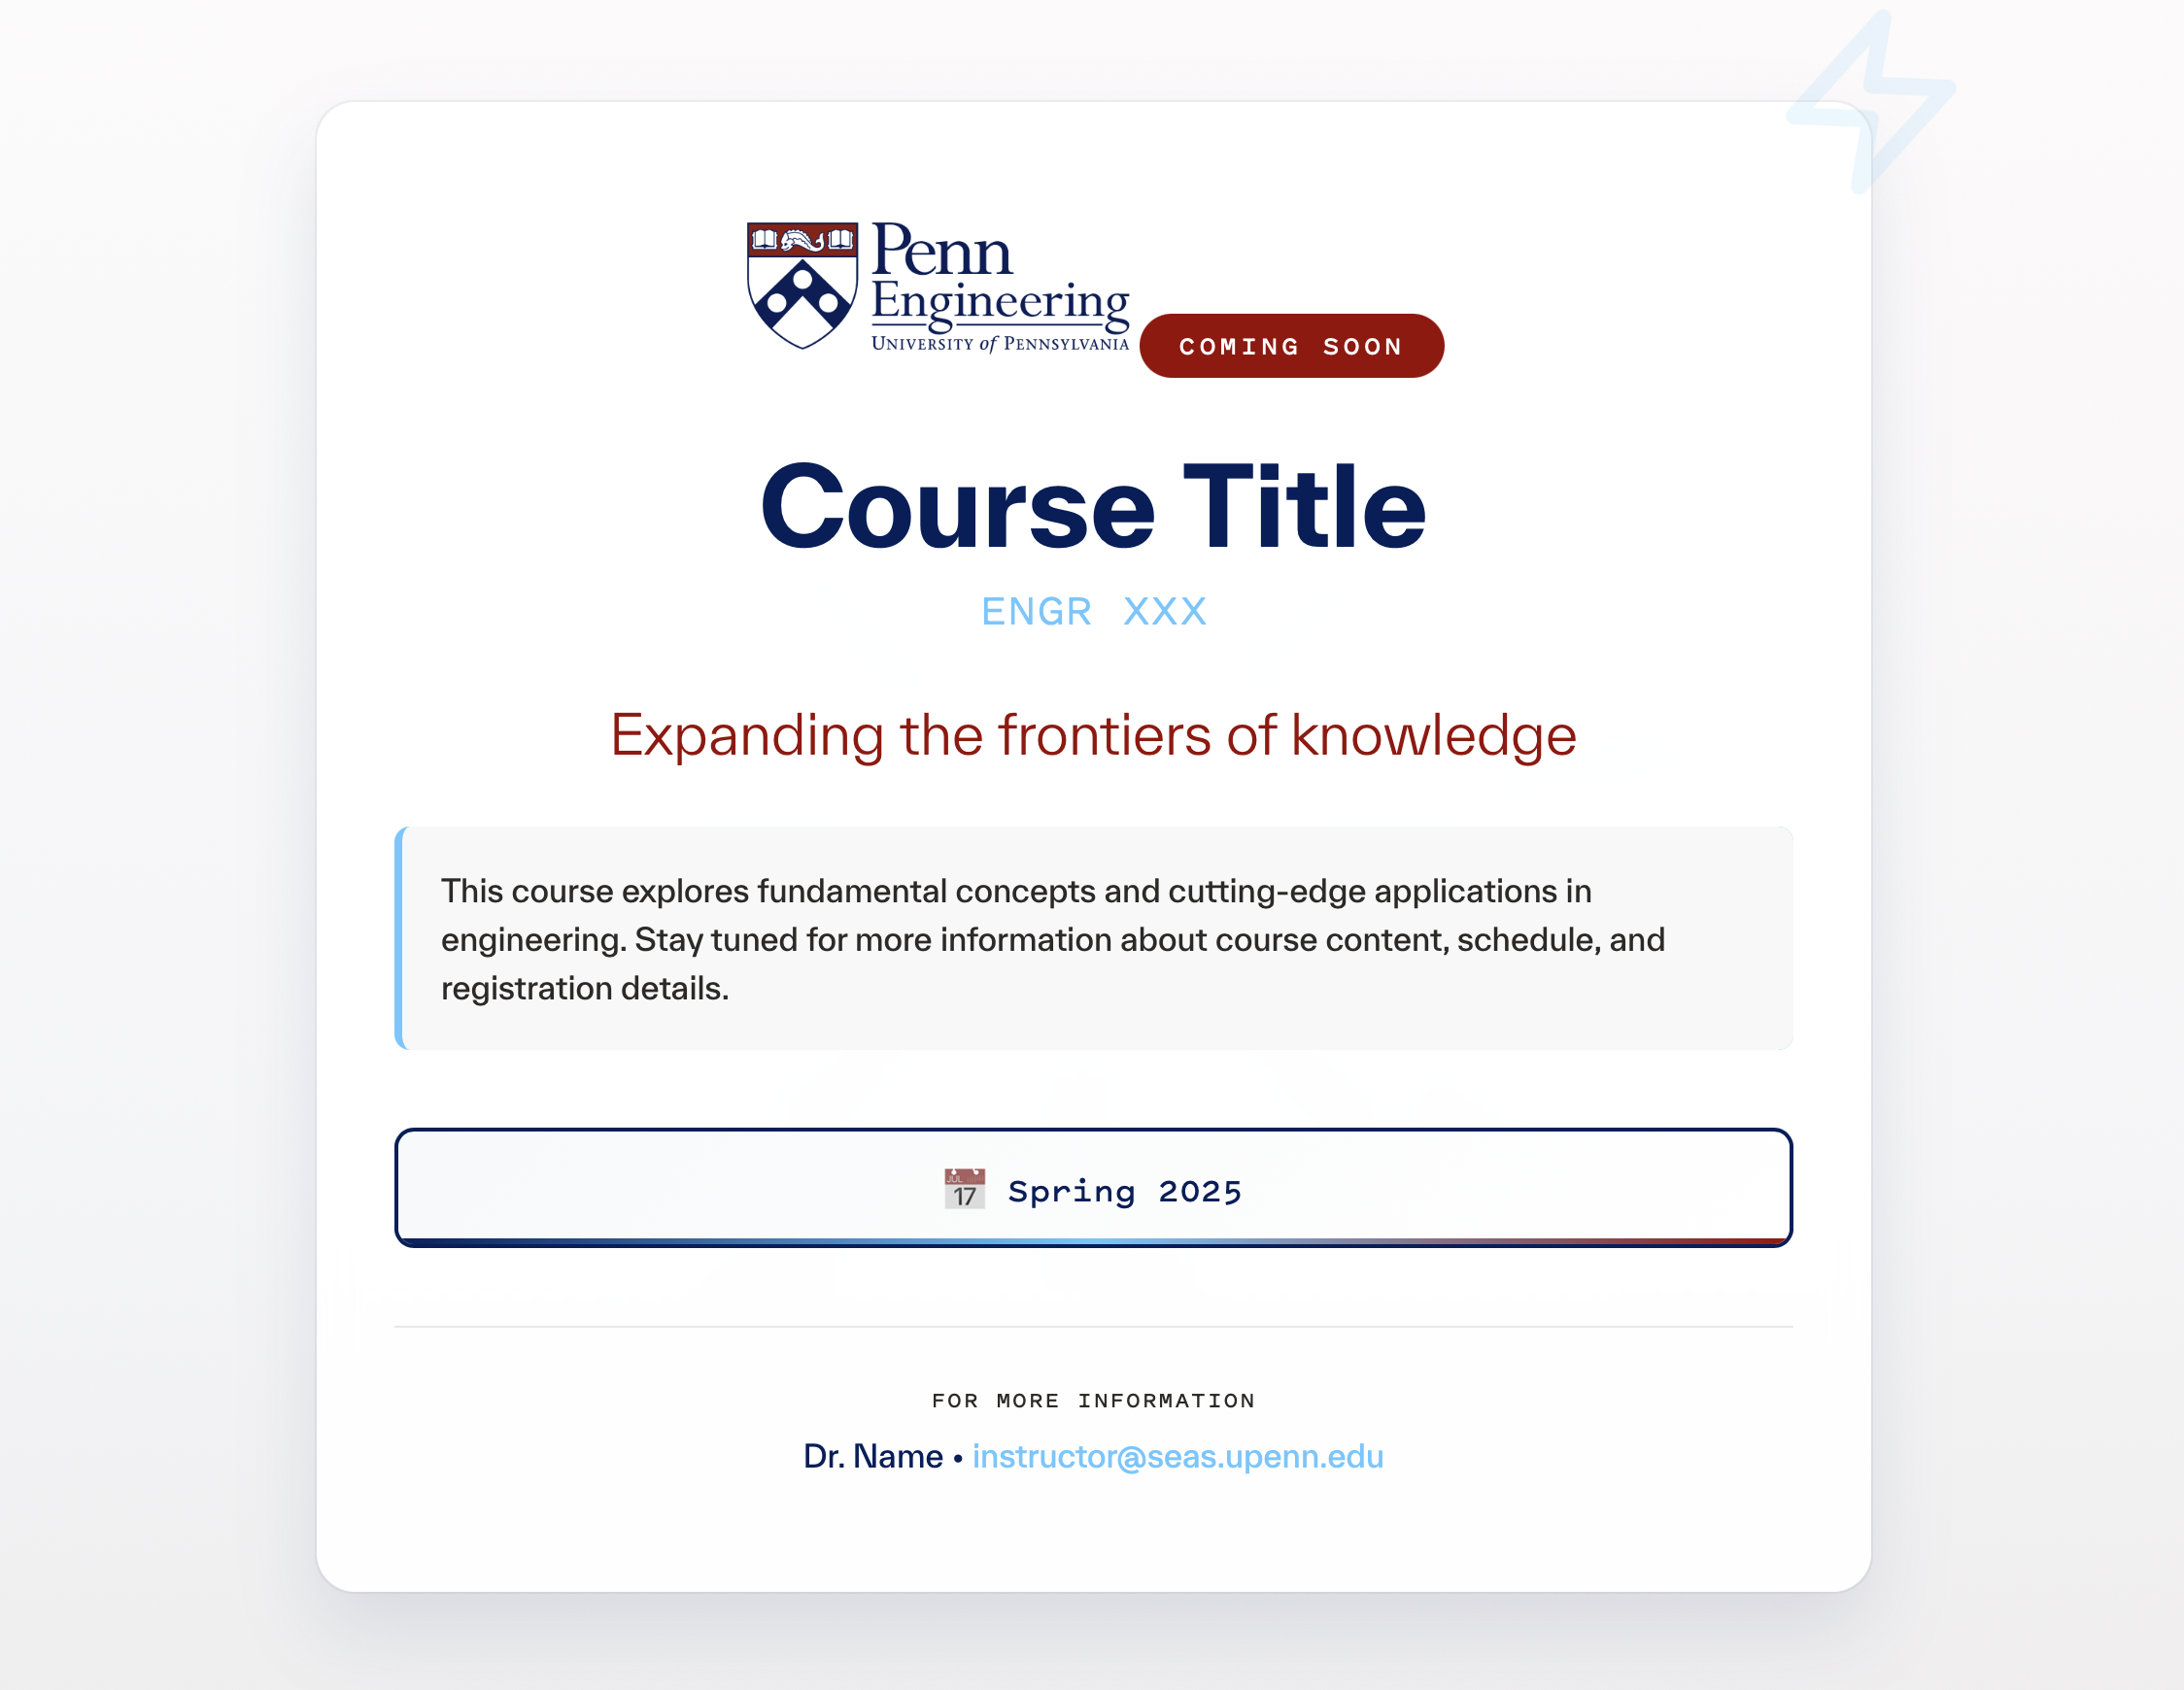 Penn
Engineering
UNIVERSITY of PENNSYLVANIA
COMING SOON
Course Title
ENGR XXX
Expanding the frontiers of knowledge
This course explores fundamental concepts and cutting-edge applications in
engineering. Stay tuned for more information about course content, schedule, and
registration details.
JUL
17
Spring 2025
FOR MORE INFORMATION
Dr. Name • instructor@seas.upenn.edu